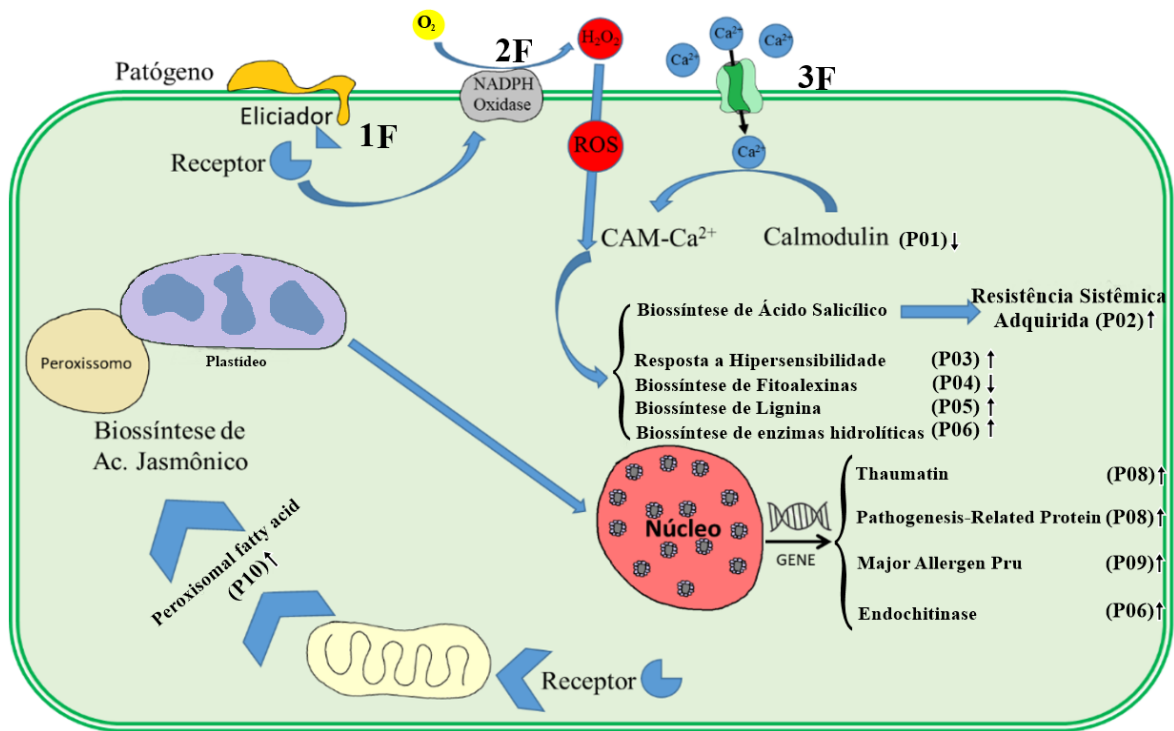 O₂
2F
H₂O₂
Ca²⁺
Ca²⁺
Ca²⁺
3F
Patógeno
NADPH
Oxidase
Eliciador
1F
Receptor
ROS
Ca²⁺
CAM-Ca²⁺
Calmodulin (P01)↓
Biossíntese de Ácido Salicílico
Resistência Sistêmica
Adquirida (P02)↑
Peroxissomo
Plastídeo
Resposta a Hipersensibilidade (P03) ↑
Biossíntese de Fitoalexinas (P04) ↓
Biossíntese de Lignina (P05) ↑
Biossíntese de enzimas hidrolíticas (P06) ↑
Biossíntese de
Ac. Jasmônico
Núcleo
GENE
Thaumatin (P08)↑
Pathogenesis-Related Protein (P08)↑
Major Allergen Pru (P09)↑
Endochitinase (P06)↑
Peroxisomal fatty acid
(P10)↑
Receptor